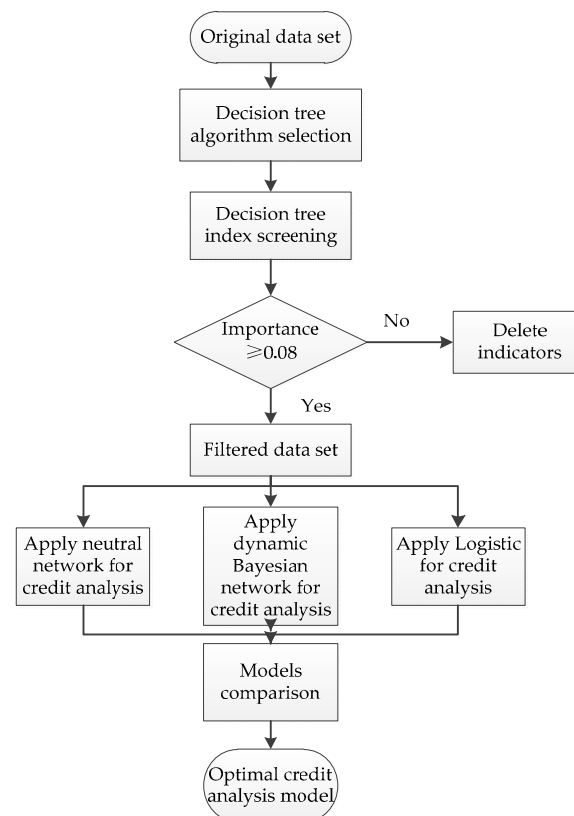 Original data set
Decision tree
algorithm selection
Decision tree
index screening
Importance
≥0.08
No
Delete
indicators
Yes
Filtered data set
Apply neutral
network for
credit analysis
Apply
dynamic
Bayesian
network for
credit analysis
Apply Logistic
for credit
analysis
Models
comparison
Optimal credit
analysis model